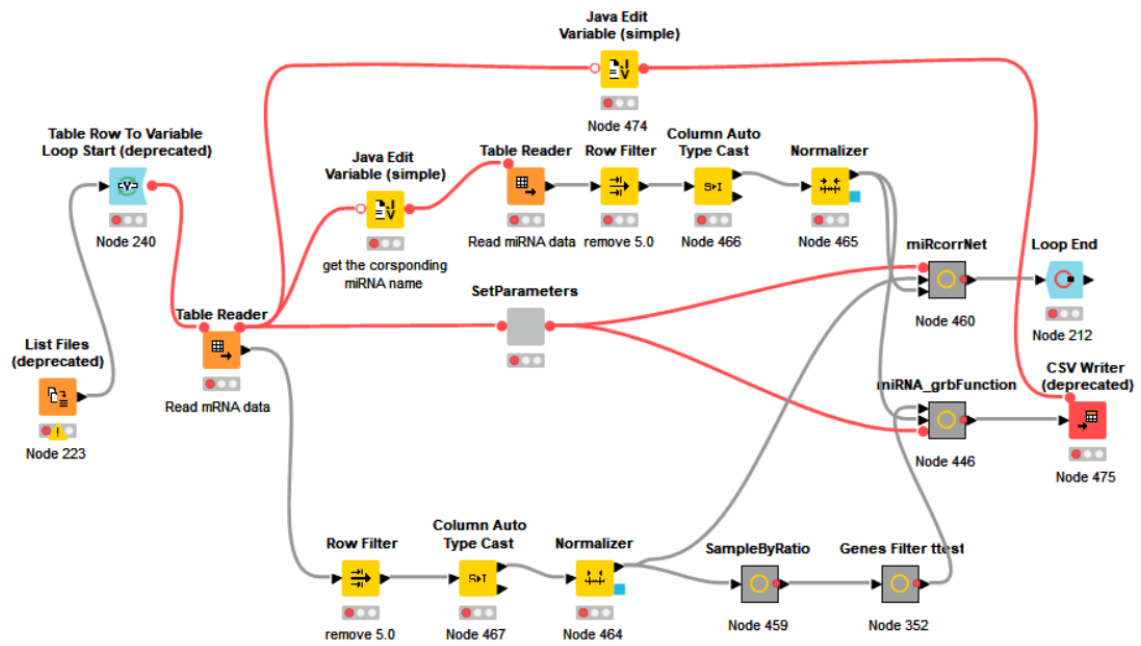 Java Edit
Variable (simple)
Node 474
Table Row To Variable
Loop Start (deprecated)
Node 240
Java Edit
Variable (simple)
get the corsponding
miRNA name
Table Reader
Read miRNA data
Row Filter
remove 5.0
Column Auto
Type Cast
Node 466
Normalizer
Node 465
miRcorrNet
Node 460
Loop End
Node 212
SetParameters
Table Reader
Read mRNA data
List Files
(deprecated)
Node 223
miRNA_grbFunction
Node 446
CSV Writer
(deprecated)
Node 475
Row Filter
remove 5.0
Column Auto
Type Cast
Node 467
Normalizer
Node 464
SampleByRatio
Node 459
Genes Filter ttest
Node 352